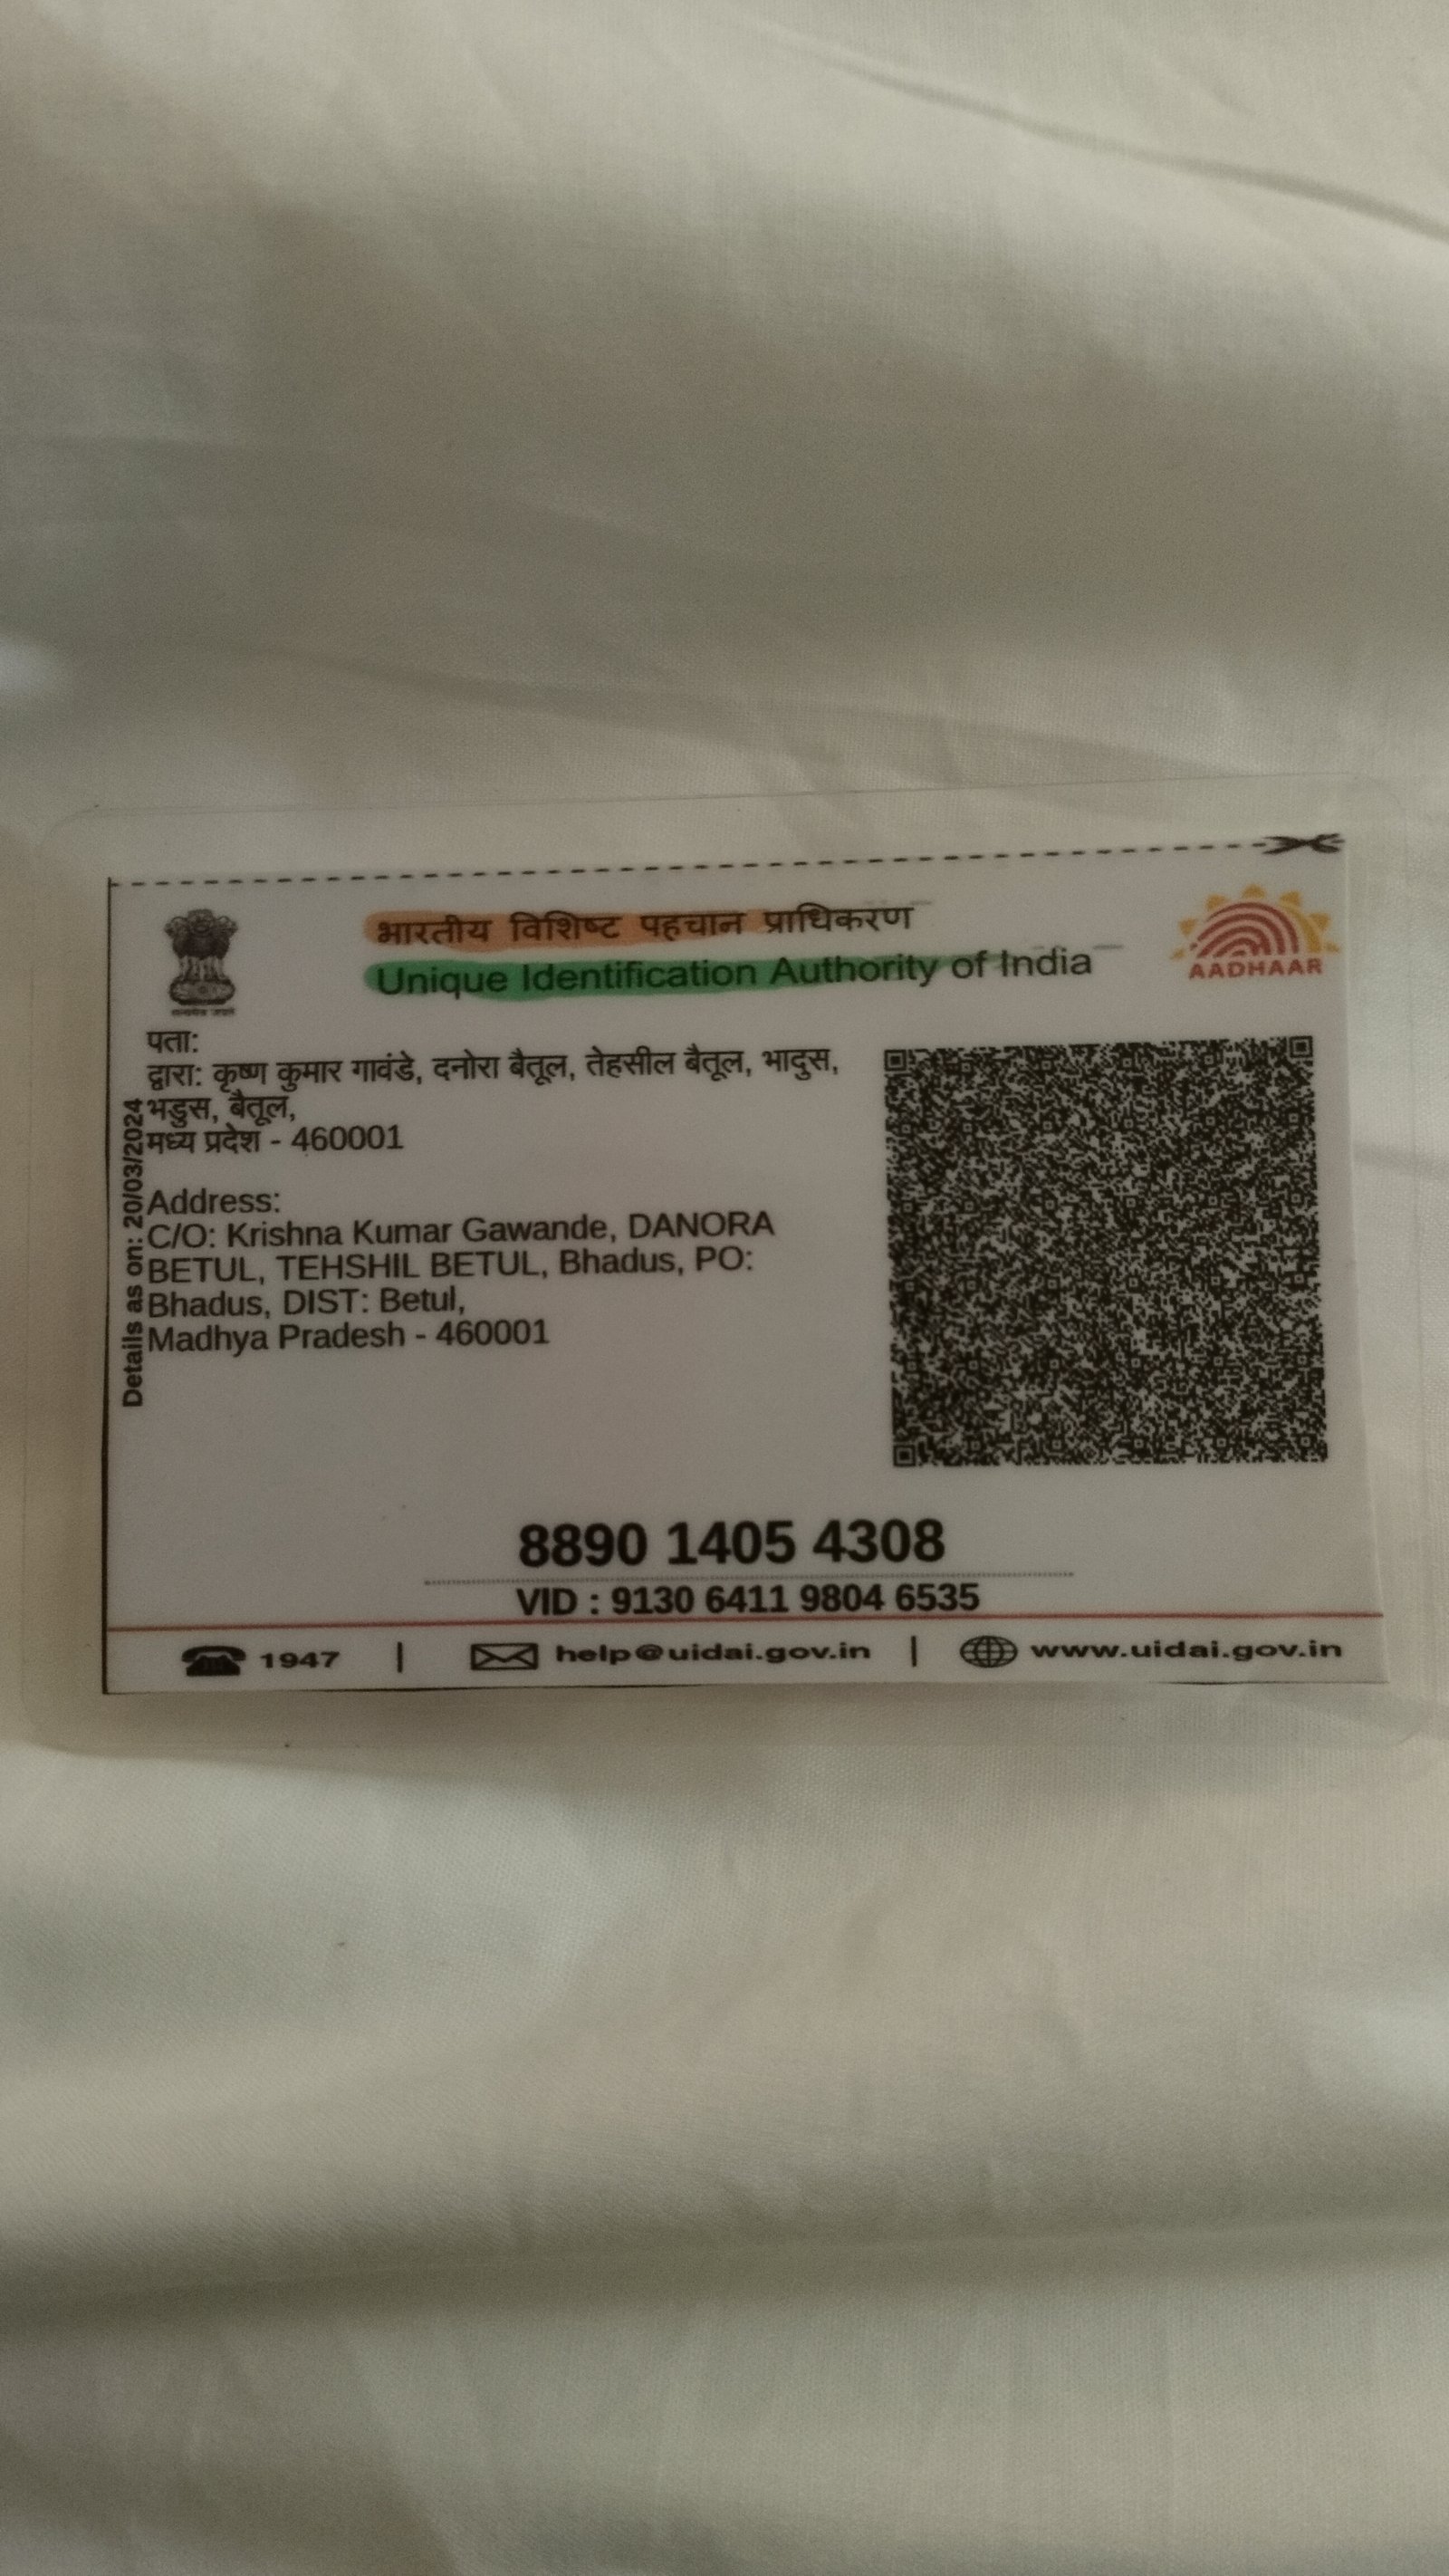 भारतीय विशिष्ट पहचान प्राधिकरण
Unique Identification Authority of India
AADHAAR
पता:
द्वारा: कृष्ण कुमार गावंडे, दनोरा बैतूल, तेहसील बैतूल, भादुस,
भडुस, बैतूल,
मध्य प्रदेश - 460001
Address:
C/O: Krishna Kumar Gawande, DANORA
BETUL, TEHSHIL BETUL, Bhadus, PO:
Bhadus, DIST: Betul,
Madhya Pradesh - 460001
Details as on: 20/03/2024
8890 1405 4308
VID : 9130 6411 9804 6535
1947 | help@uidai.gov.in | www.uidai.gov.in